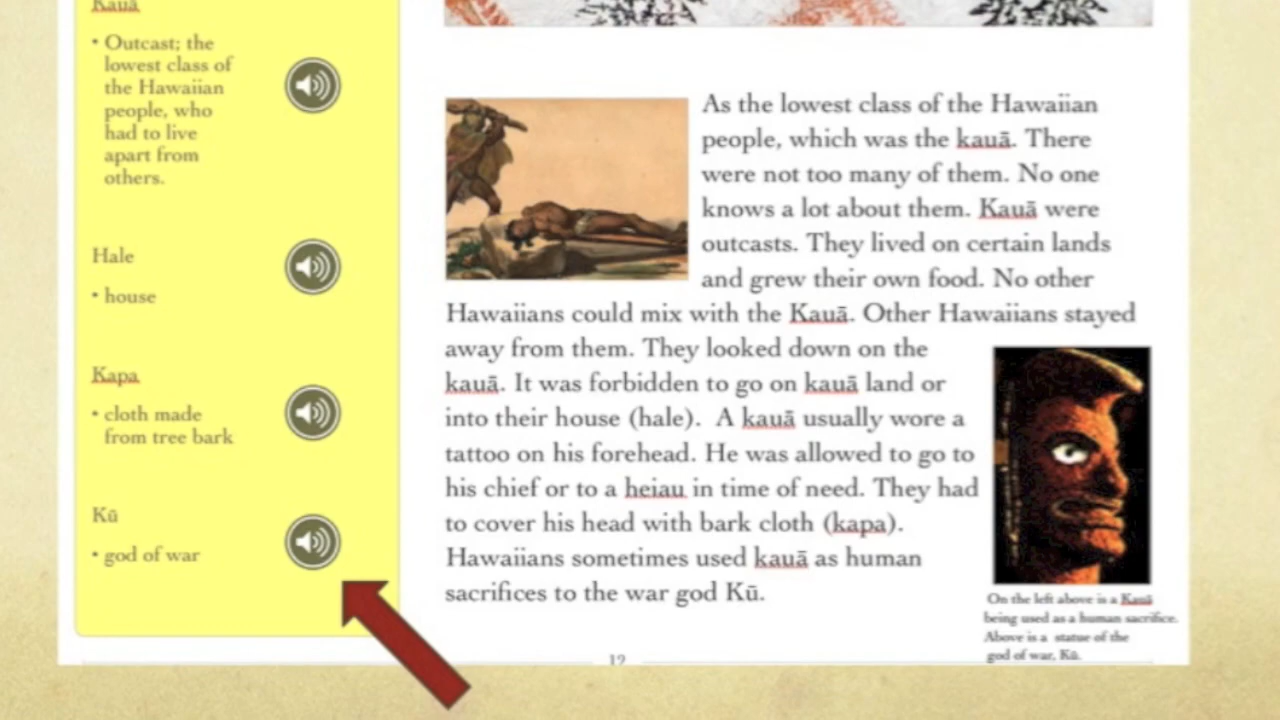 Kauā
• Outcast; the
lowest class of
the Hawaiian
people, who
had to live
apart from
others.
Hale
• house
Kapa
• cloth made
from tree bark
Kū
• god of war
As the lowest class of the Hawaiian
people, which was the kauā. There
were not too many of them. No one
knows a lot about them. Kauā were
outcasts. They lived on certain lands
and grew their own food. No other
Hawaiians could mix with the Kauā. Other Hawaiians stayed
away from them. They looked down on the
kauā. It was forbidden to go on kauā land or
into their house (hale). A kauā usually wore a
tattoo on his forehead. He was allowed to go to
his chief or to a heiau in time of need. They had
to cover his head with bark cloth (kapa).
Hawaiians sometimes used kauā as human
sacrifices to the war god Kū.
On the left above is a Kauā
being used as a human sacrifice.
Above is a statue of the
god of war, Kū.
12